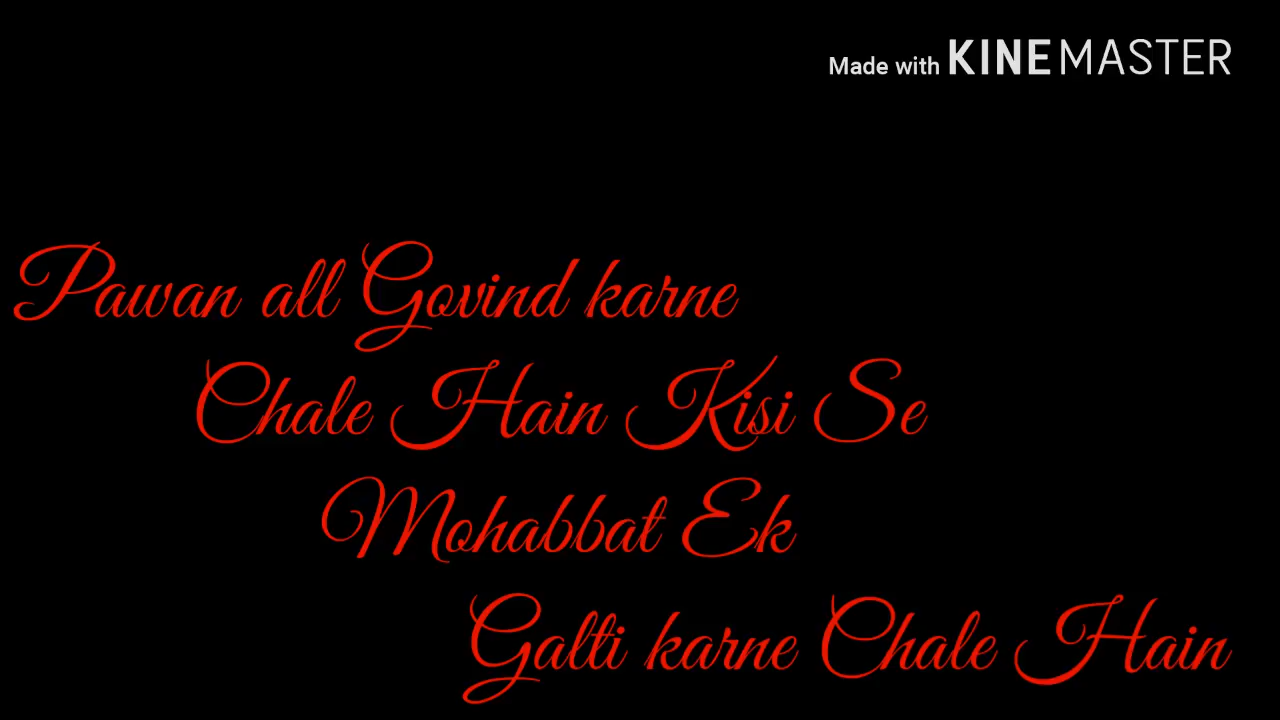 Made with KINEMASTER
Pawan all Govind karne
Chale Hain Kisi Se
Mohabbat Ek
Galti karne Chale Hain